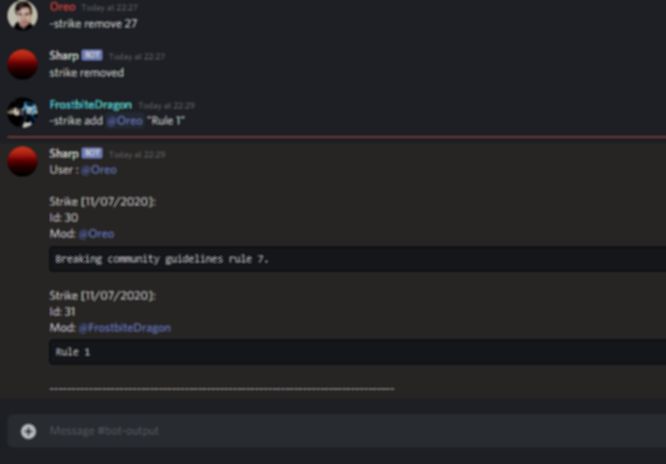 Oreo Today at 22:27
-strike remove 27
Sharp BOT Today at 22:27
strike removed
FrostbiteDragon Today at 22:29
-strike add @Oreo "Rule 1"
Sharp BOT Today at 22:29
User : @Oreo
Strike [11/07/2020]:
Id: 30
Mod: @Oreo
Breaking community guidelines rule 7.
Strike [11/07/2020]:
Id: 31
Mod: @FrostbiteDragon
Rule 1
Message #bot-output